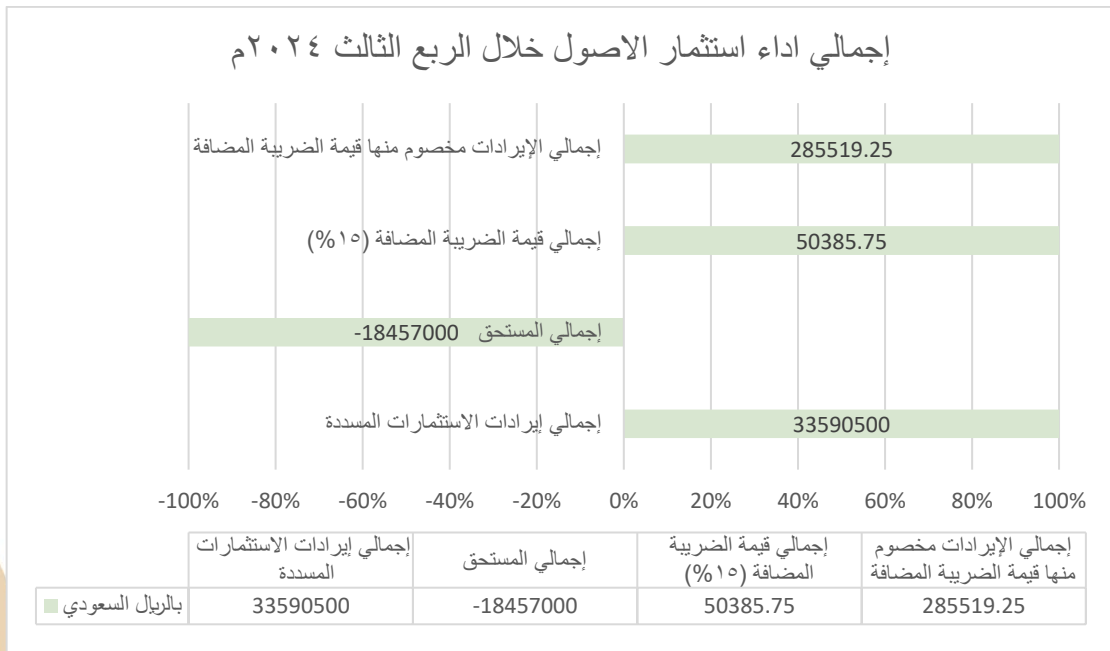 إجمالي اداء استثمار الاصول خلال الربع الثالث ٢٠٢٤م
إجمالي الإيرادات مخصوم منها قيمة الضريبة المضافة
285519.25
إجمالي قيمة الضريبة المضافة (١٥%)
50385.75
إجمالي المستحق
-18457000
إجمالي إيرادات الاستثمارات المسددة
33590500
-100% -80% -60% -40% -20% 0% 20% 40% 60% 80% 100%
إجمالي الإيرادات مخصوم
منها قيمة الضريبة المضافة
إجمالي قيمة الضريبة
المضافة (١٥%)
إجمالي المستحق
إجمالي إيرادات الاستثمارات
المسددة
بالريال السعودي 33590500 -18457000 50385.75 285519.25